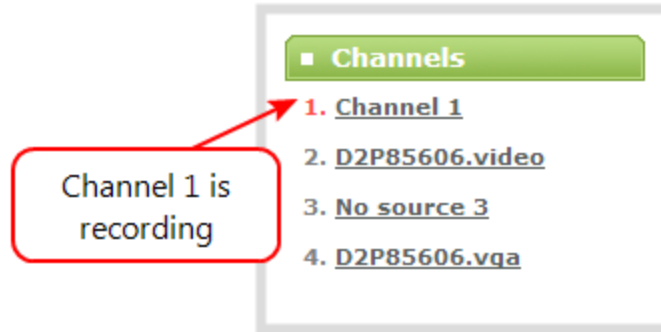 Channels
1. Channel 1
2. D2P85606.video
3. No source 3
4. D2P85606.vga
Channel 1 is
recording